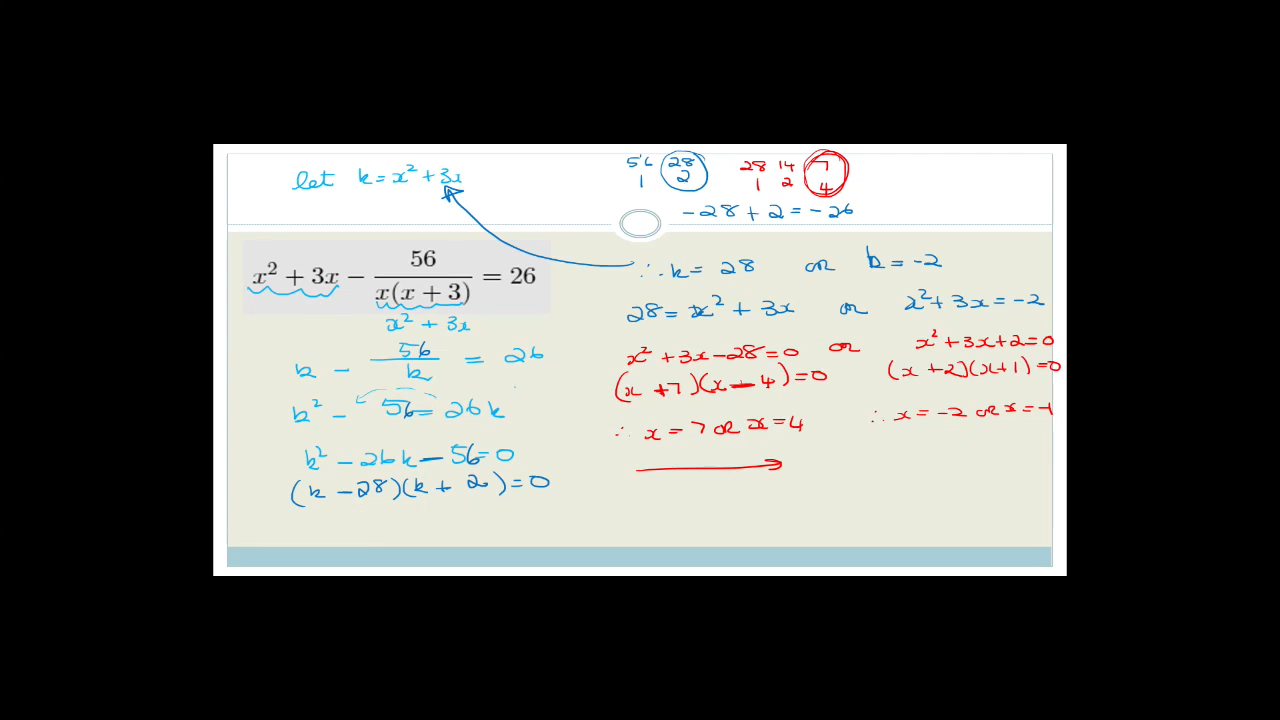 let k = x² + 3x
56 28
1 2
28 14 7
1 2 4
-28 + 2 = -26
x² + 3x − 56 / x(x + 3) = 26
x² + 3x
k − 56 / k = 26
k² − 56 = 26k
k² − 26k − 56 = 0
(k − 28)(k + 2) = 0
∴ k = 28 or k = -2
28 = x² + 3x or x² + 3x = -2
x² + 3x − 28 = 0 or x² + 3x + 2 = 0
(x + 7)(x − 4) = 0 (x + 2)(x + 1) = 0
∴ x = 7 or x = 4 ∴ x = -2 or x = -1